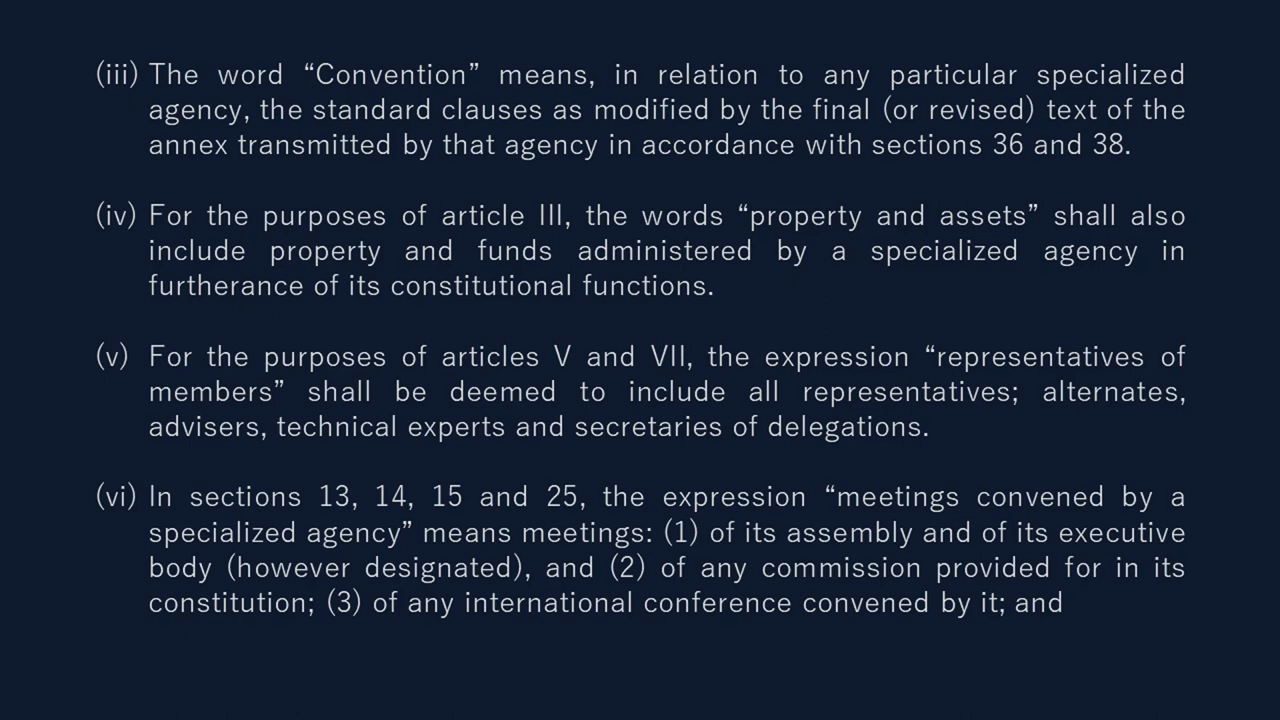 (iii) The word “Convention” means, in relation to any particular specialized
agency, the standard clauses as modified by the final (or revised) text of the
annex transmitted by that agency in accordance with sections 36 and 38.
(iv) For the purposes of article III, the words “property and assets” shall also
include property and funds administered by a specialized agency in
furtherance of its constitutional functions.
(v) For the purposes of articles V and VII, the expression “representatives of
members” shall be deemed to include all representatives; alternates,
advisers, technical experts and secretaries of delegations.
(vi) In sections 13, 14, 15 and 25, the expression “meetings convened by a
specialized agency” means meetings: (1) of its assembly and of its executive
body (however designated), and (2) of any commission provided for in its
constitution; (3) of any international conference convened by it; and